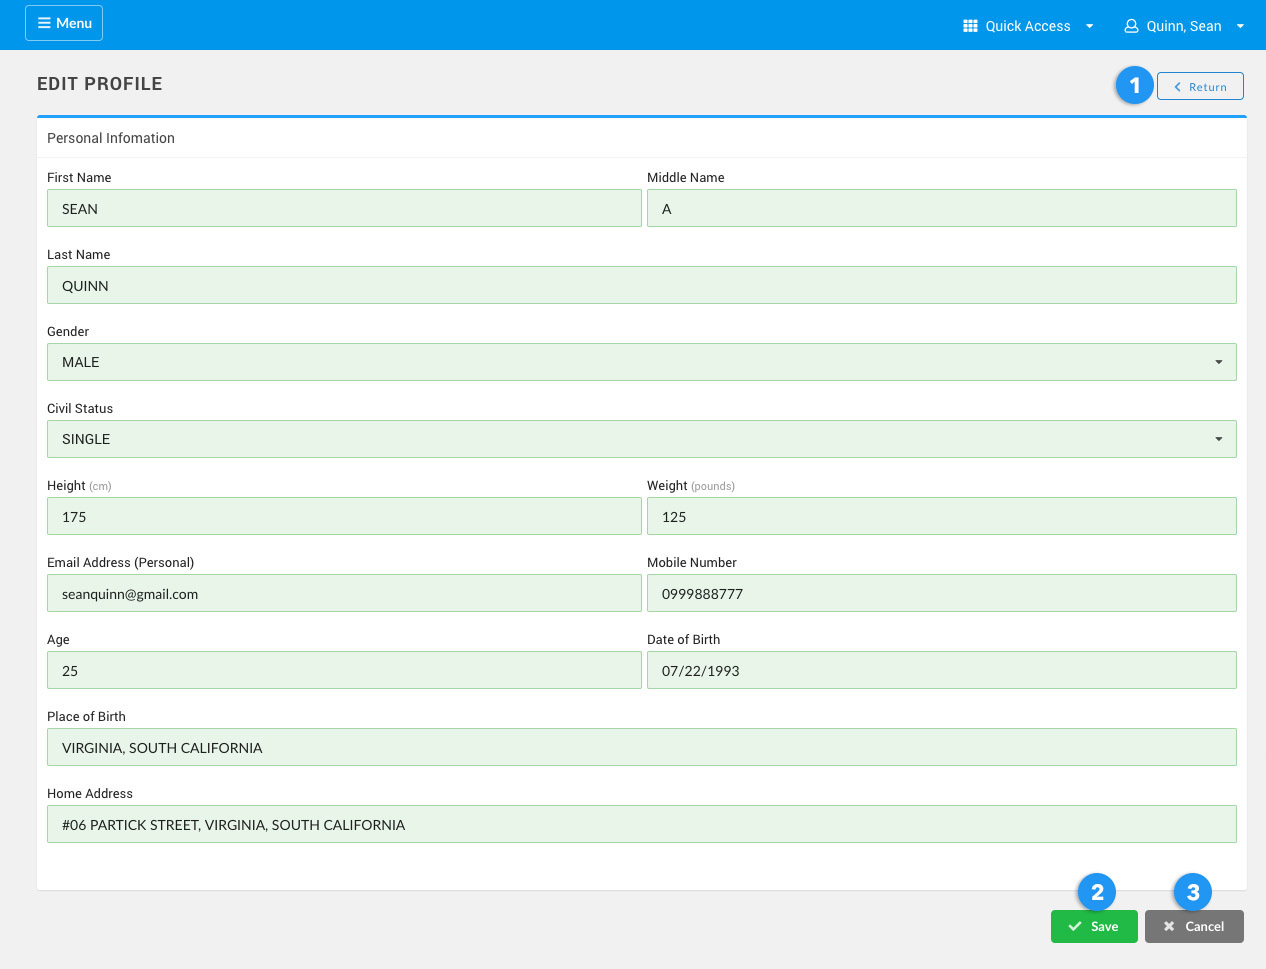 Menu
Quick Access
Quinn, Sean
EDIT PROFILE
1
Return
Personal Infomation
First Name
Middle Name
SEAN
A
Last Name
QUINN
Gender
MALE
Civil Status
SINGLE
Height (cm)
Weight (pounds)
175
125
Email Address (Personal)
Mobile Number
seanquinn@gmail.com
0999888777
Age
Date of Birth
25
07/22/1993
Place of Birth
VIRGINIA, SOUTH CALIFORNIA
Home Address
#06 PARTICK STREET, VIRGINIA, SOUTH CALIFORNIA
2
3
Save
Cancel